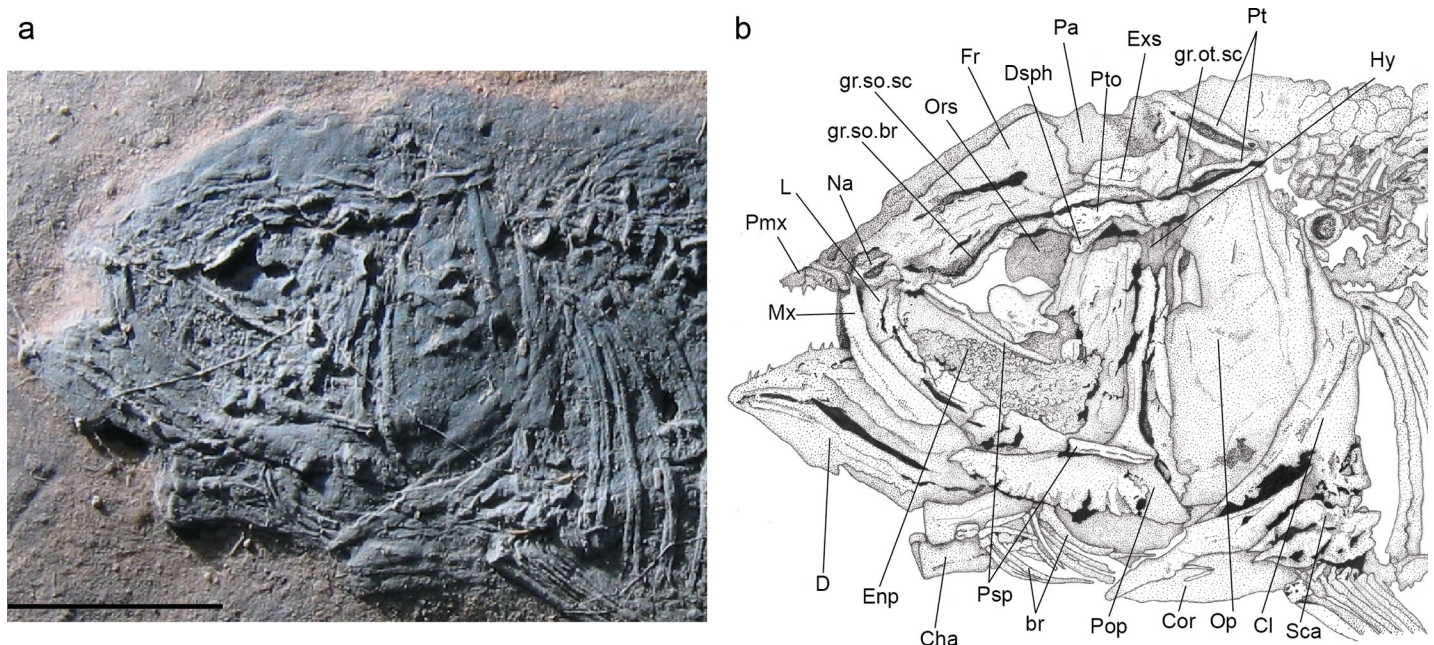 a
b
Pt
Pa
Exs
gr.ot.sc
Fr
Dsph
Pto
Hy
gr.so.sc
Ors
gr.so.br
Na
L
Pmx
Mx
D
Enp
Psp
br
Cha
Pop
Cor
Op
Cl
Sca